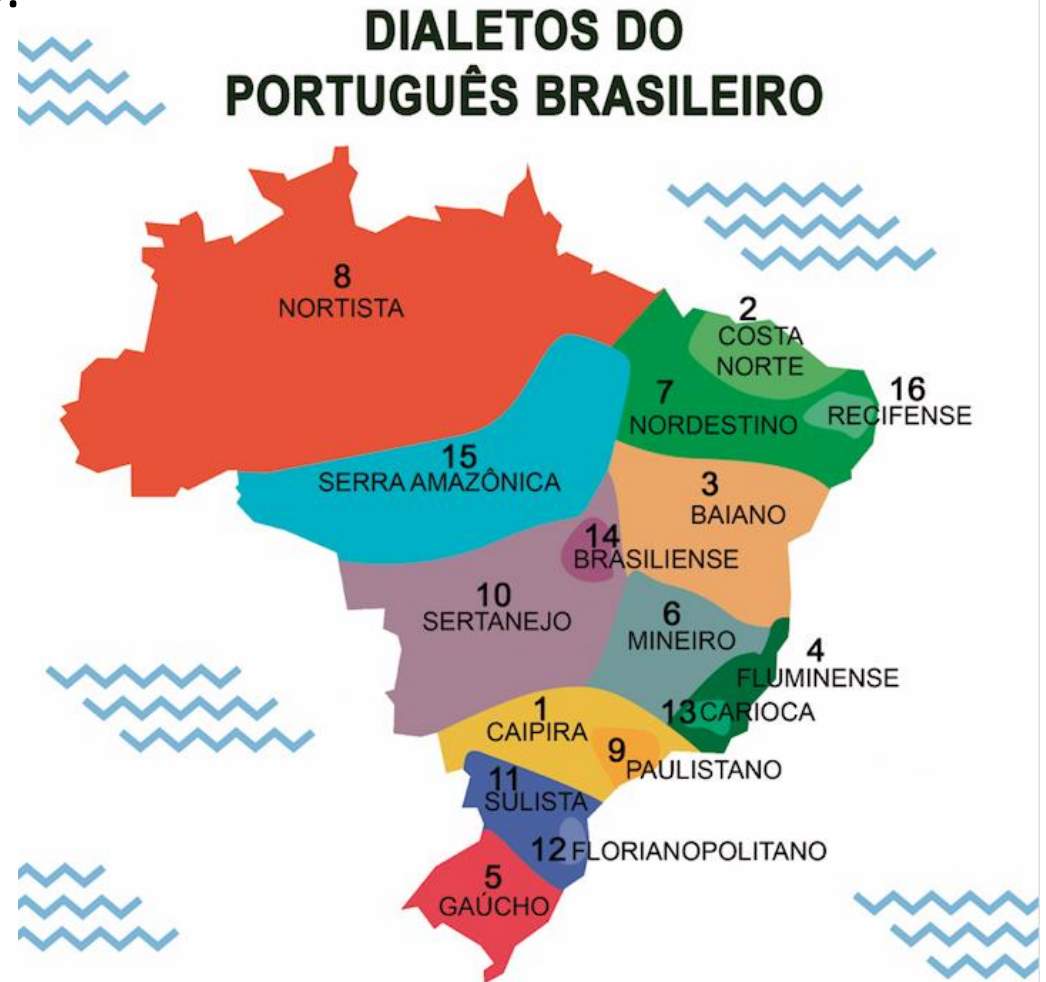 DIALETOS DO
PORTUGUÊS BRASILEIRO
8
NORTISTA
2
COSTA
NORTE
16
RECIFENSE
7
NORDESTINO
15
SERRA AMAZÔNICA
3
BAIANO
14
BRASILIENSE
10
SERTANEJO
6
MINEIRO
4
FLUMINENSE
13 CARIOCA
1
CAIPIRA
9
PAULISTANO
11
SULISTA
12 FLORIANOPOLITANO
5
GAÚCHO